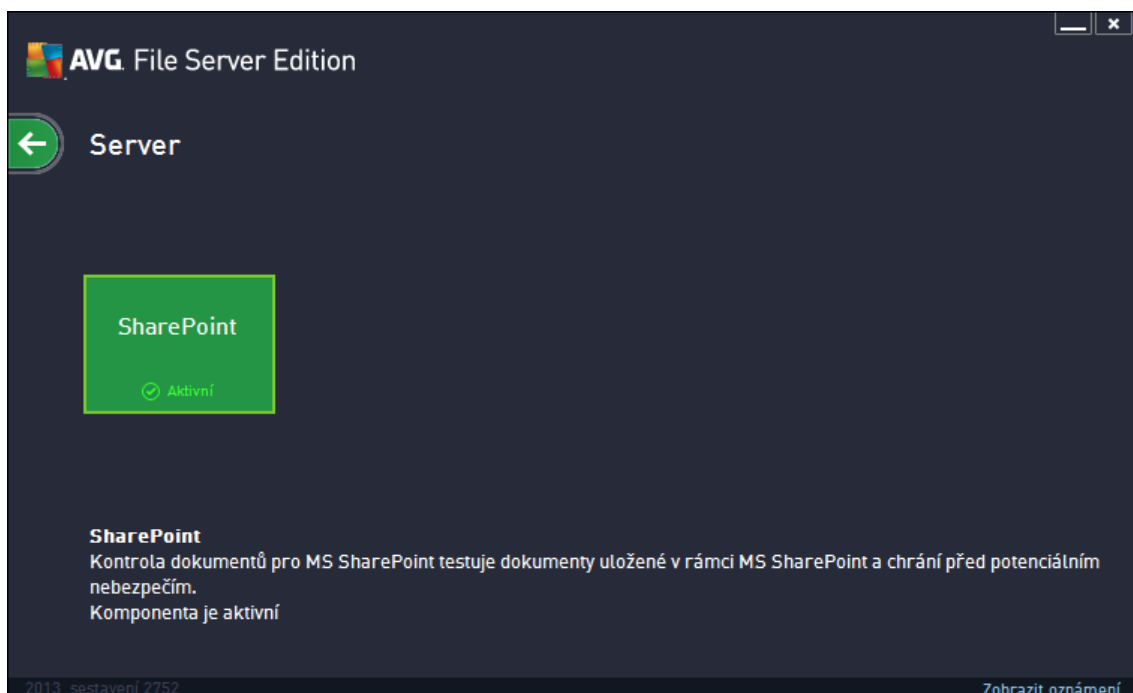 AVG. File Server Edition
Server
SharePoint
Aktivní
SharePoint
Kontrola dokumentů pro MS SharePoint testuje dokumenty uložené v rámci MS SharePoint a chrání před potenciálním
nebezpečím.
Komponenta je aktivní
2013 sestavení 2752
Zobrazit oznámení